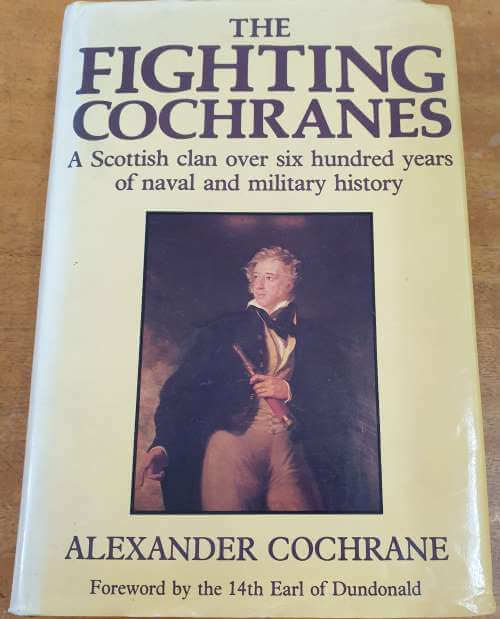 THE
FIGHTING
COCHRANES
A Scottish clan over six hundred years
of naval and military history
ALEXANDER COCHRANE
Foreword by the 14th Earl of Dundonald